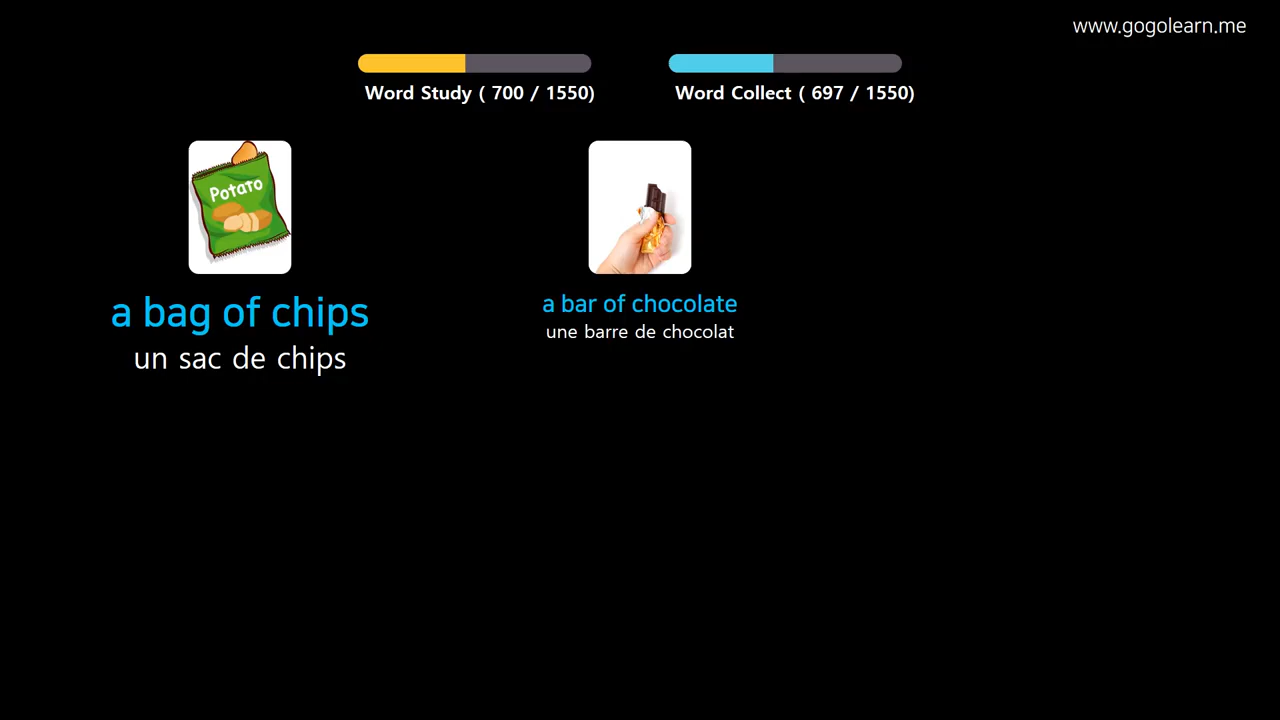 www.gogolearn.me
Word Study ( 700 / 1550)
Word Collect ( 697 / 1550)
Potato
a bag of chips
un sac de chips
a bar of chocolate
une barre de chocolat